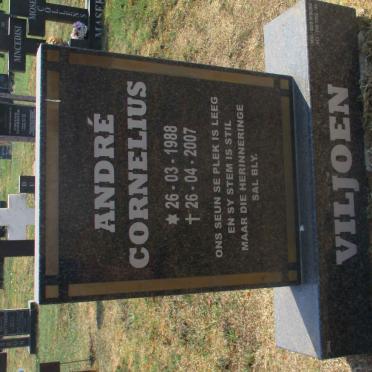 ANDRÉ
CORNELIUS
✶ 26 - 03 - 1988
✝ 26 - 04 - 2007
ONS SEUN SE PLEK IS LEEG
EN SY STEM IS STIL
MAAR DIE HERINNERINGE
SAL BLY.
VILJOEN
MNCEDISI